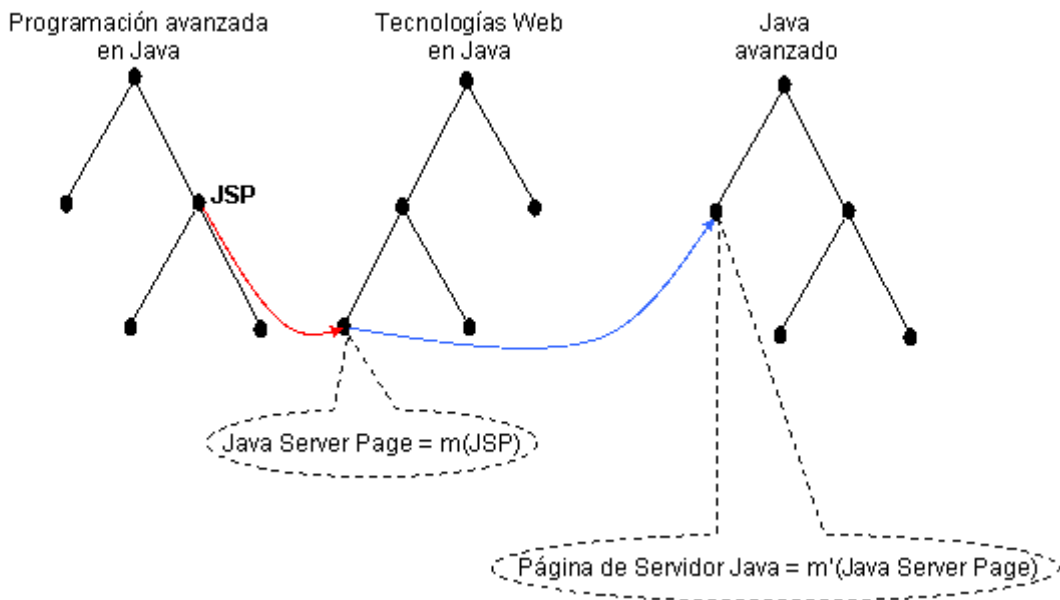 Programación avanzada
en Java
Tecnologías Web
en Java
Java
avanzado
JSP
Java Server Page = m(JSP)
Página de Servidor Java = m'(Java Server Page)